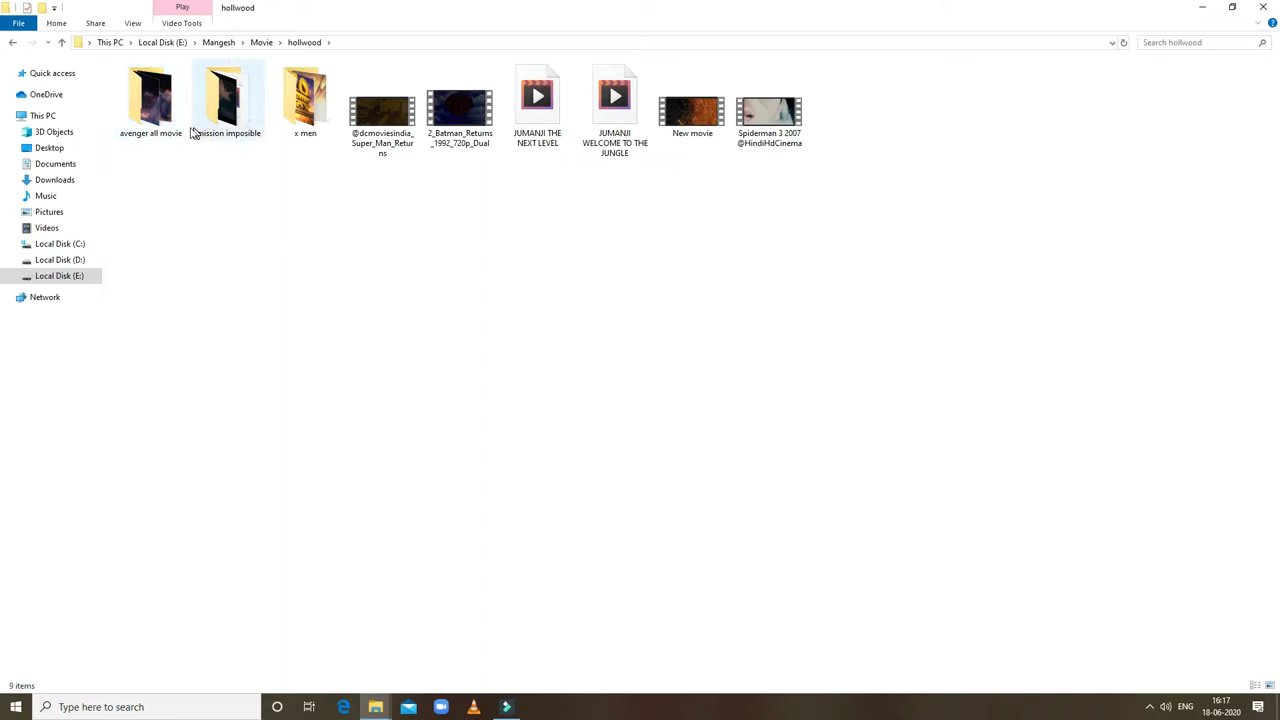 Play
hollwood
File
Home
Share
View
Video Tools
This PC
Local Disk (E:)
Mangesh
Movie
hollwood
Search hollwood
Quick access
OneDrive
This PC
3D Objects
Desktop
Documents
Downloads
Music
Pictures
Videos
Local Disk (C:)
Local Disk (D:)
Local Disk (E:)
Network
avenger all movie
mission imposible
x men
@dcmoviesindia_
Super_Man_Retur
ns
2_Batman_Returns
_1992_720p_Dual
JUMANJI THE
NEXT LEVEL
JUMANJI
WELCOME TO THE
JUNGLE
New movie
Spiderman 3 2007
@HindiHdCinema
9 items
Type here to search
ENG
16:17
18-06-2020